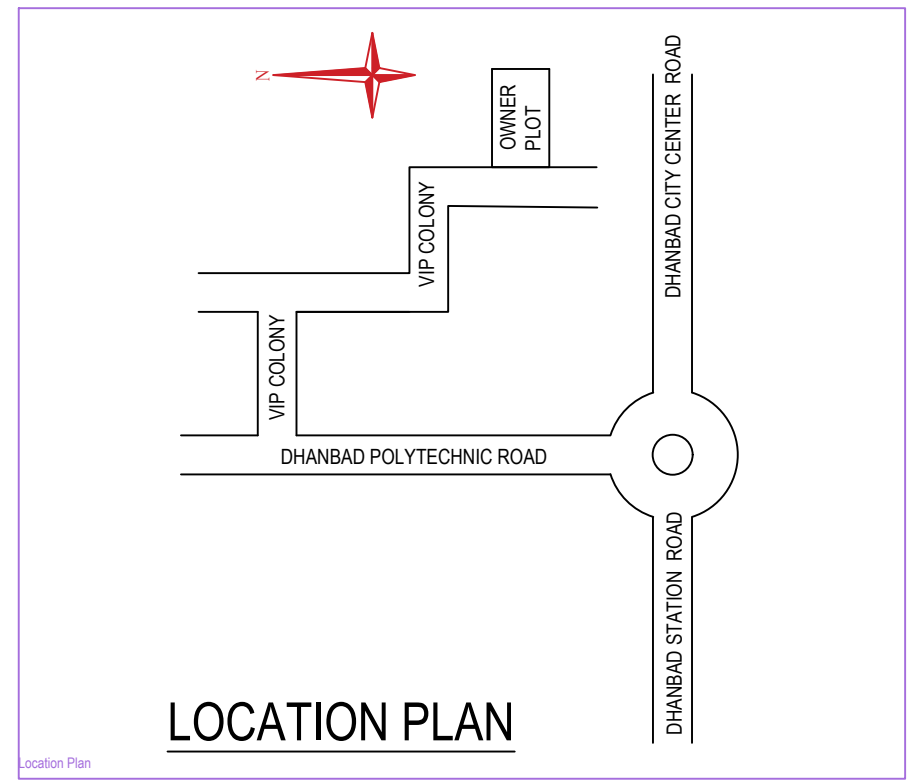 N
OWNER
PLOT
DHANBAD CITY CENTER ROAD
VIP COLONY
VIP COLONY
DHANBAD POLYTECHNIC ROAD
DHANBAD STATION ROAD
LOCATION PLAN
Location Plan